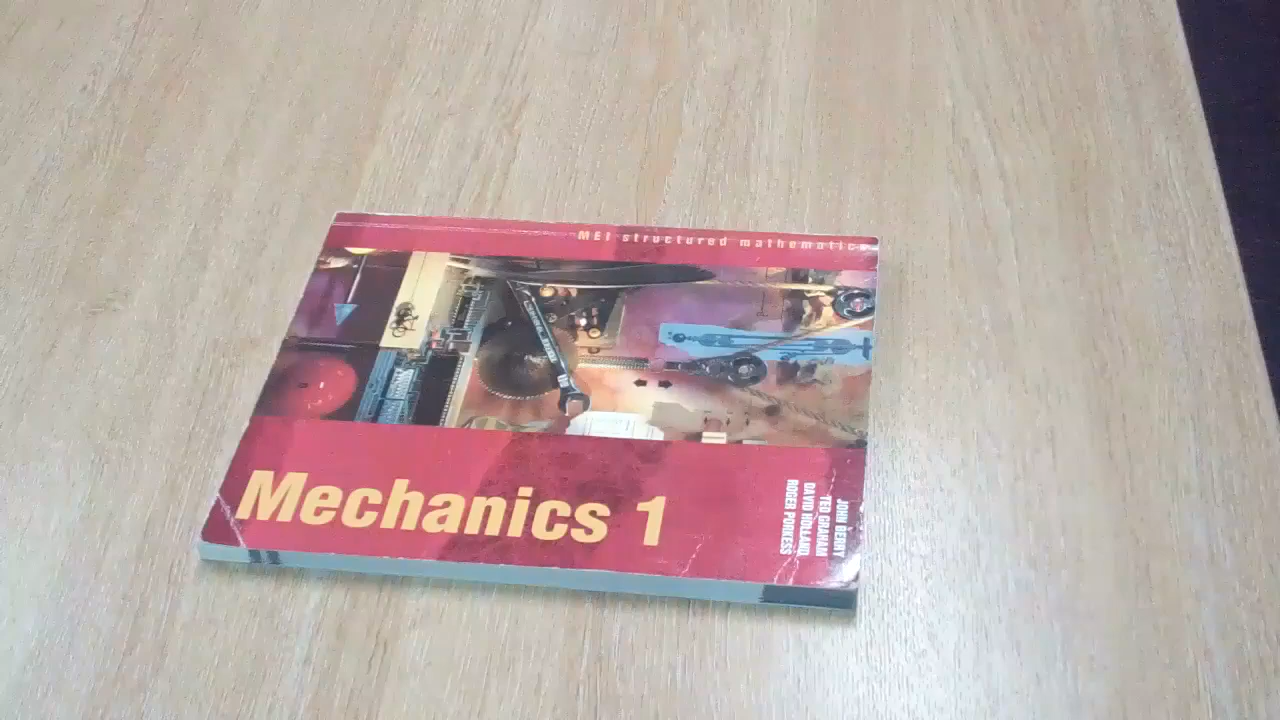 MEI structured mathematics
Mechanics 1
JOHN BERRY
TED GRAHAM
DAVID HOLLAND
ROGER PORKESS